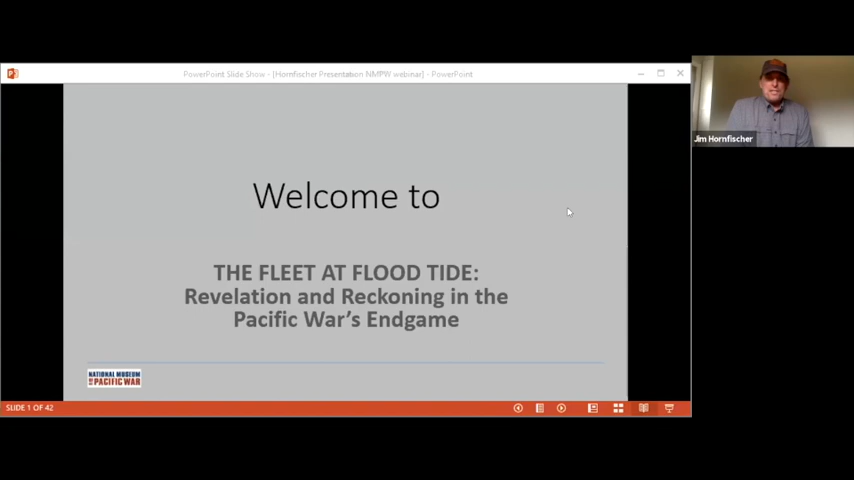 PowerPoint Slide Show - [Hornfischer Presentation 'NMPW' webinar] - PowerPoint
Jim Hornfischer
Welcome to
THE FLEET AT FLOOD TIDE:
Revelation and Reckoning in the
Pacific War's Endgame
NATIONAL MUSEUM
OF THE PACIFIC WAR
SLIDE 1 OF 42